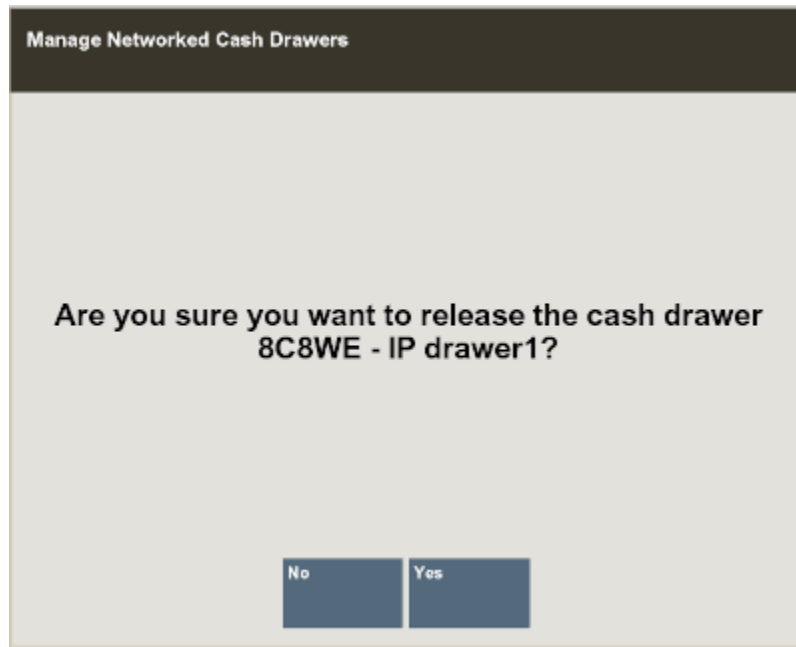 Manage Networked Cash Drawers
Are you sure you want to release the cash drawer
8C8WE - IP drawer1?
No
Yes